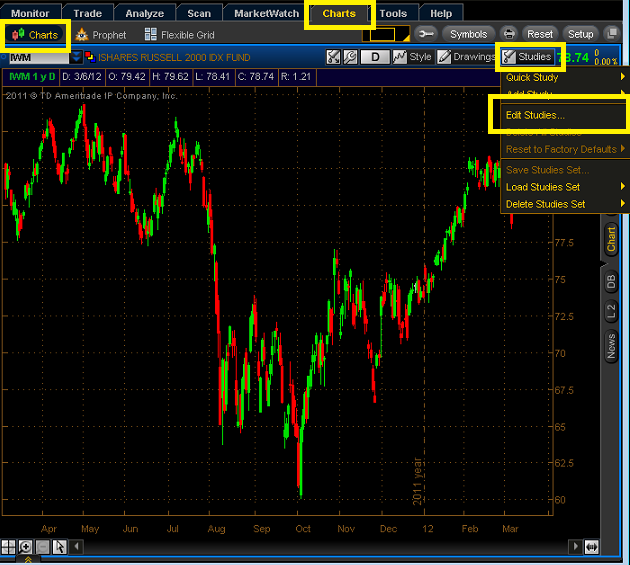 Monitor Trade Analyze Scan MarketWatch Charts Tools Help
Charts Prophet Flexible Grid Symbols Reset Setup
IWM ISHARES RUSSELL 2000 IDX FUND D Style Drawings Studies 78.74 0
0.00%
IWM 1 y D D: 3/6/12 O: 79.42 H: 79.62 L: 78.41 C: 78.74 R: 1.21
2011 © TD Ameritrade IP Company, Inc.
Quick Study
Add Study
Edit Studies...
Reset to Factory Defaults
Save Studies Set...
Load Studies Set
Delete Studies Set
77.5
75
72.5
70
67.5
65
62.5
60
2011 year
Apr May Jun Jul Aug Sep Oct Nov Dec 12 Feb Mar
Chart
DB
L 2
News